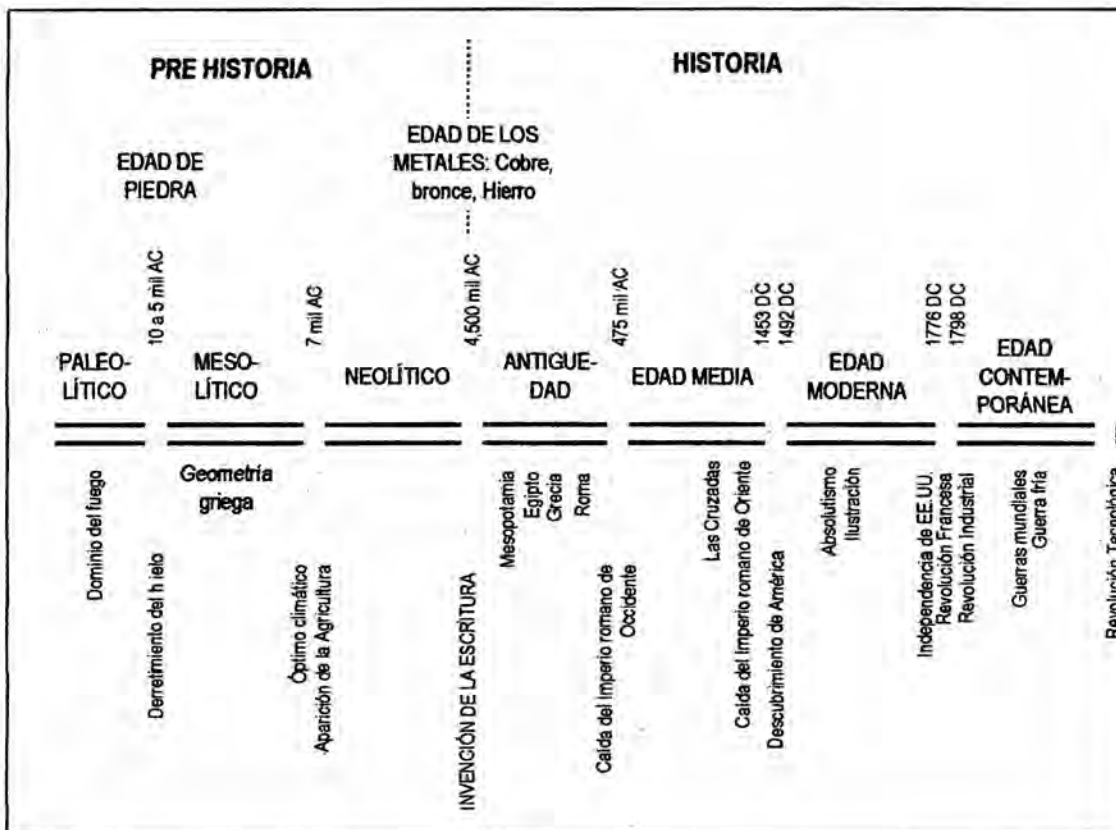 PRE HISTORIA
HISTORIA
EDAD DE
PIEDRA
EDAD DE LOS
METALES: Cobre,
bronce, Hierro
10 a 5 mil AC
7 mil AC
4,500 mil AC
475 mil AC
1453 DC
1492 DC
1776 DC
1798 DC
PALEO-
LÍTICO
MESO-
LÍTICO
NEOLÍTICO
ANTIGUE-
DAD
EDAD MEDIA
EDAD
MODERNA
EDAD
CONTEM-
PORÁNEA
Dominio del fuego
Derretimiento del hielo
Geometría
griega
Óptimo climático
Aparición de la Agricultura
INVENCIÓN DE LA ESCRITURA
Mesopotamia
Egipto
Grecia
Roma
Caída del Imperio romano de
Occidente
Las Cruzadas
Caída del Imperio romano de Oriente
Descubrimiento de América
Absolutismo
Ilustración
Independencia de EE.UU.
Revolución Francesa
Revolución Industrial
Guerras mundiales
Guerra fría
Revolución Tecnológica